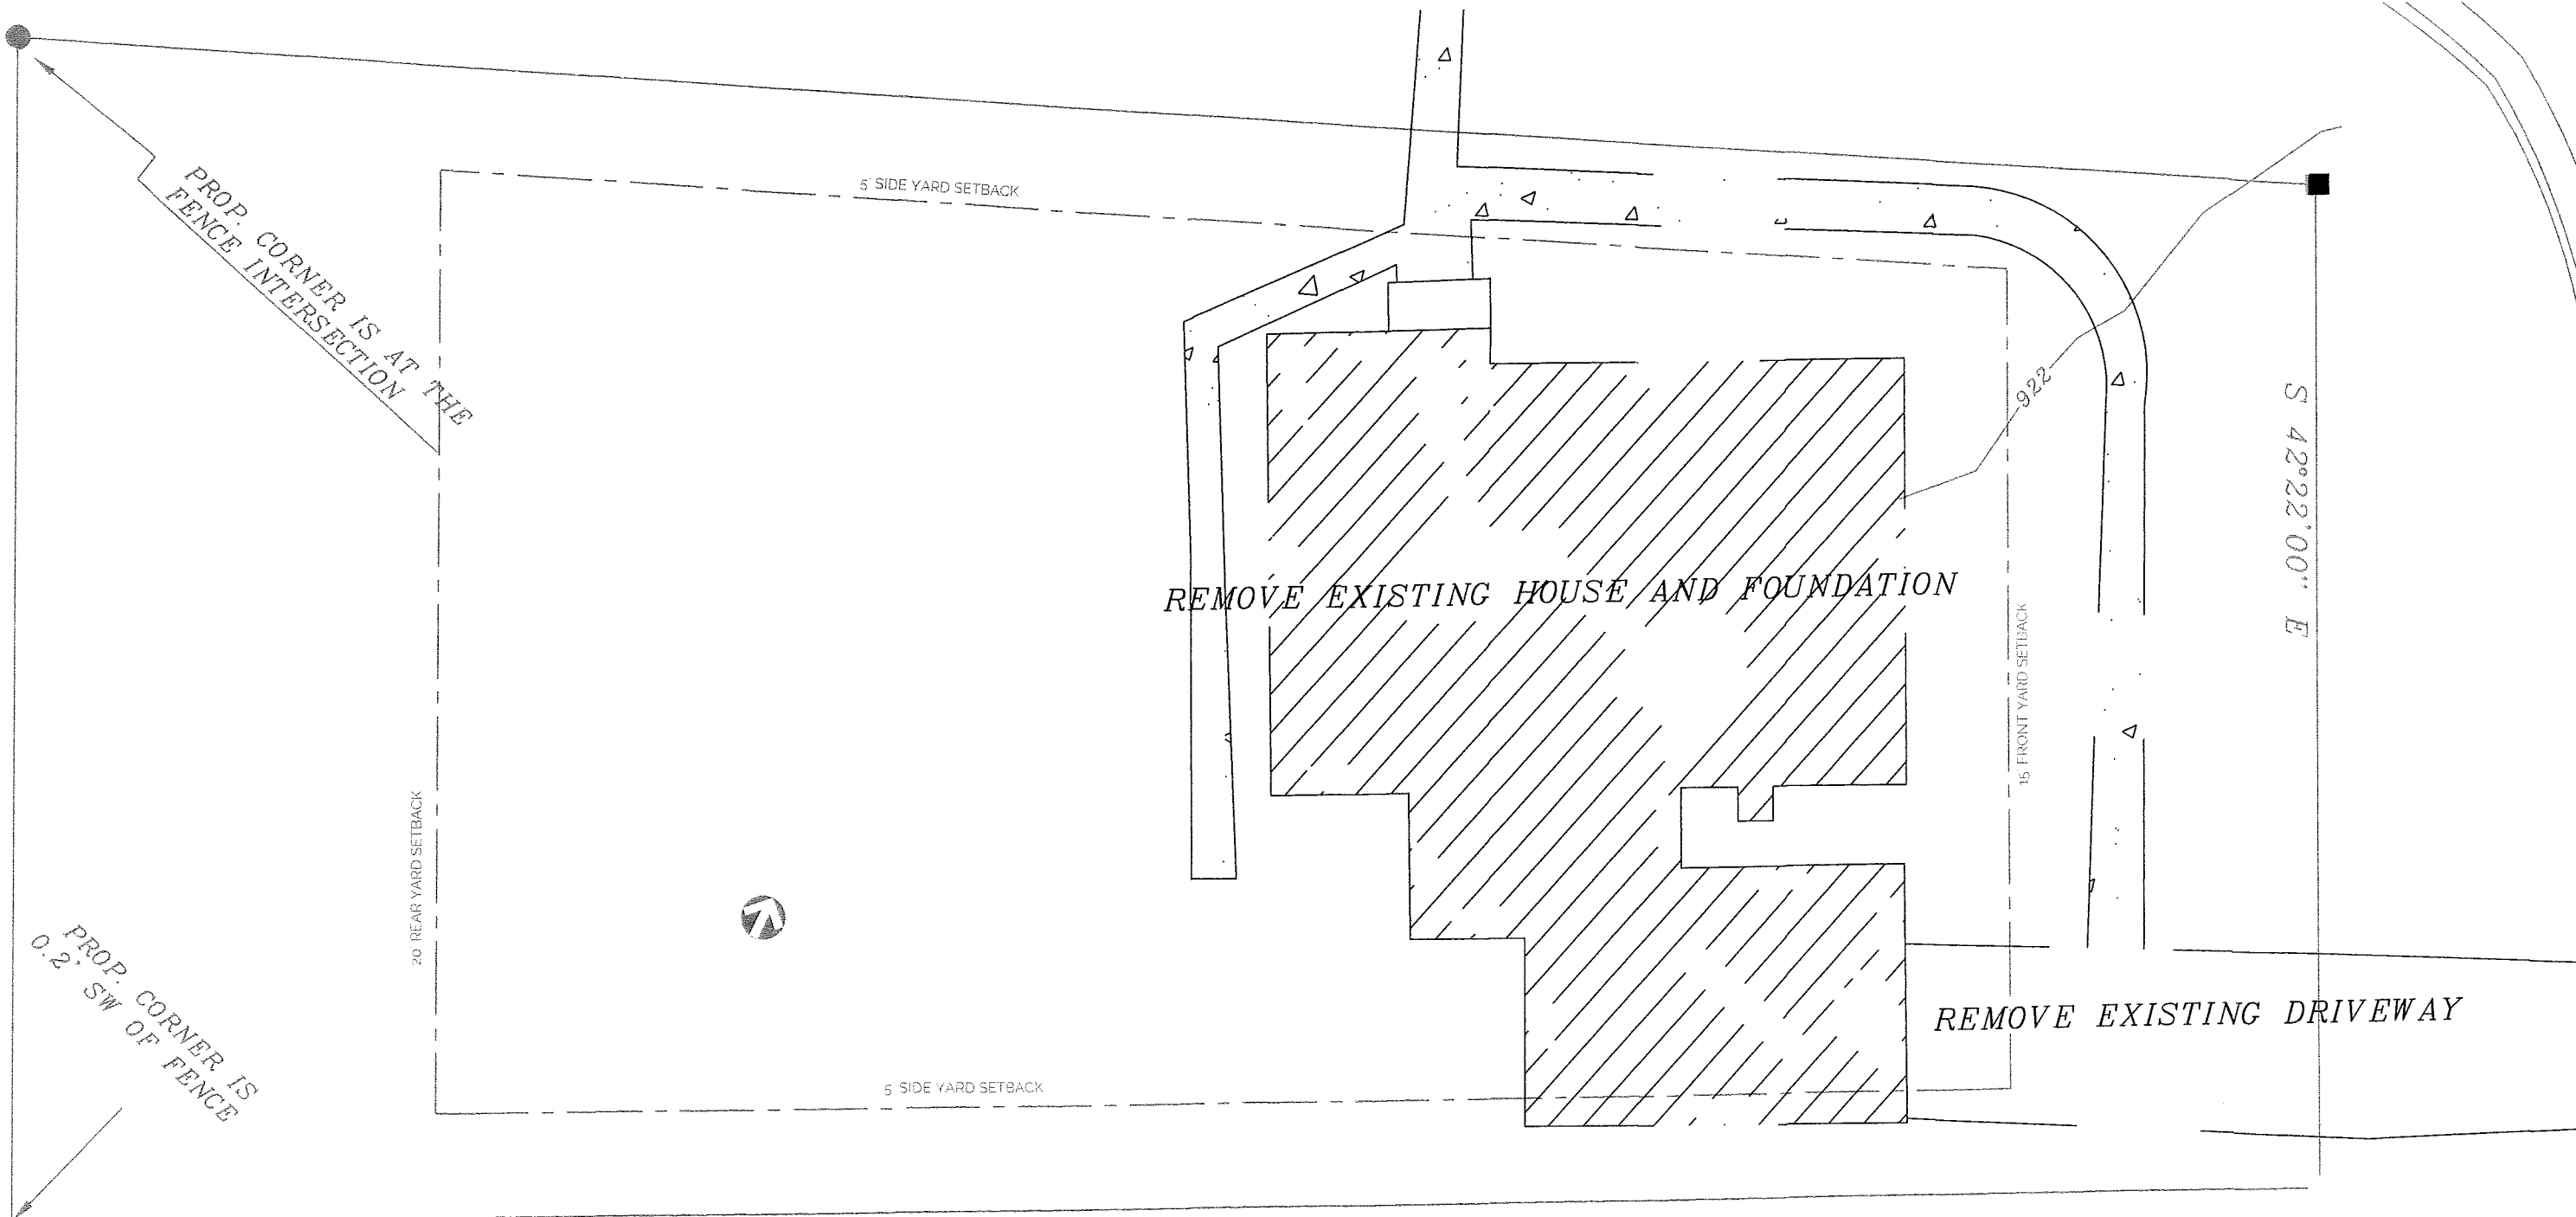 PROP. CORNER IS AT THE
FENCE INTERSECTION
5' SIDE YARD SETBACK
922
S 42°22'00" E
REMOVE EXISTING HOUSE AND FOUNDATION
15 FRONT YARD SETBACK
20' REAR YARD SETBACK
PROP. CORNER IS
0.2' SW OF FENCE
REMOVE EXISTING DRIVEWAY
5 SIDE YARD SETBACK